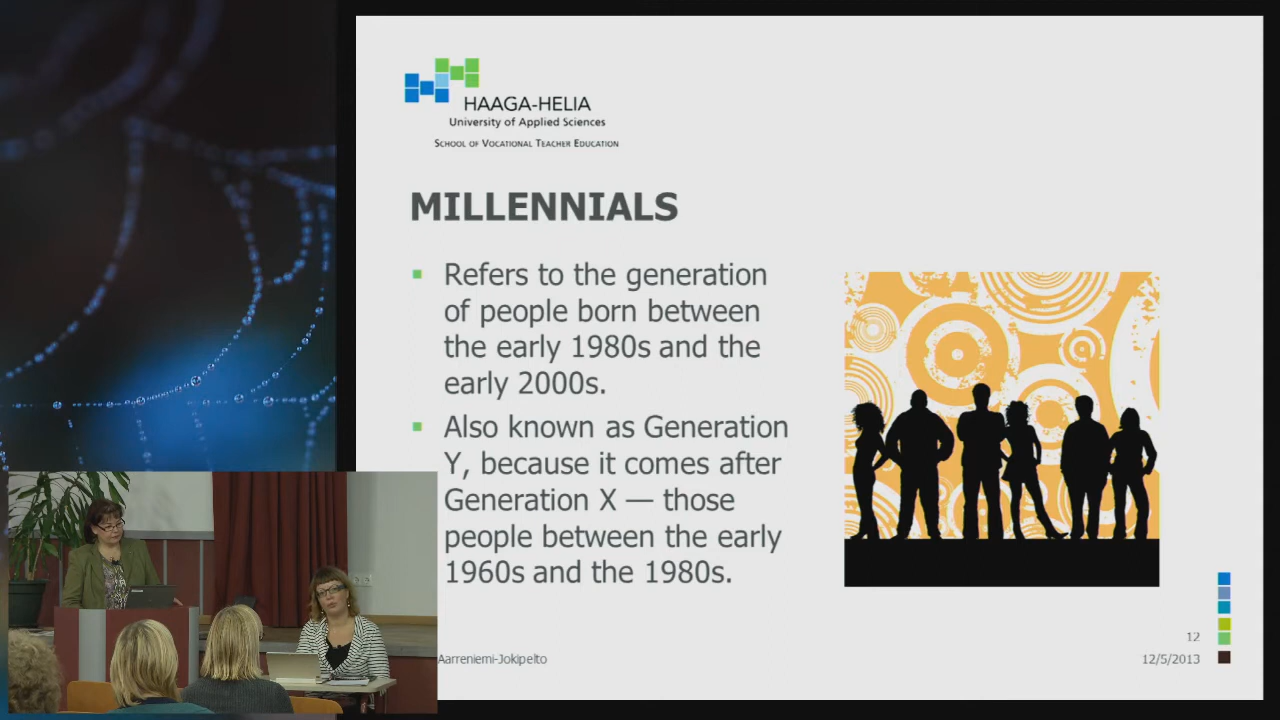 HAAGA-HELIA
University of Applied Sciences
SCHOOL OF VOCATIONAL TEACHER EDUCATION
MILLENNIALS
Refers to the generation
of people born between
the early 1980s and the
early 2000s.
Also known as Generation
Y, because it comes after
Generation X — those
people between the early
1960s and the 1980s.
12
Aarreniemi-Jokipelto
12/5/2013